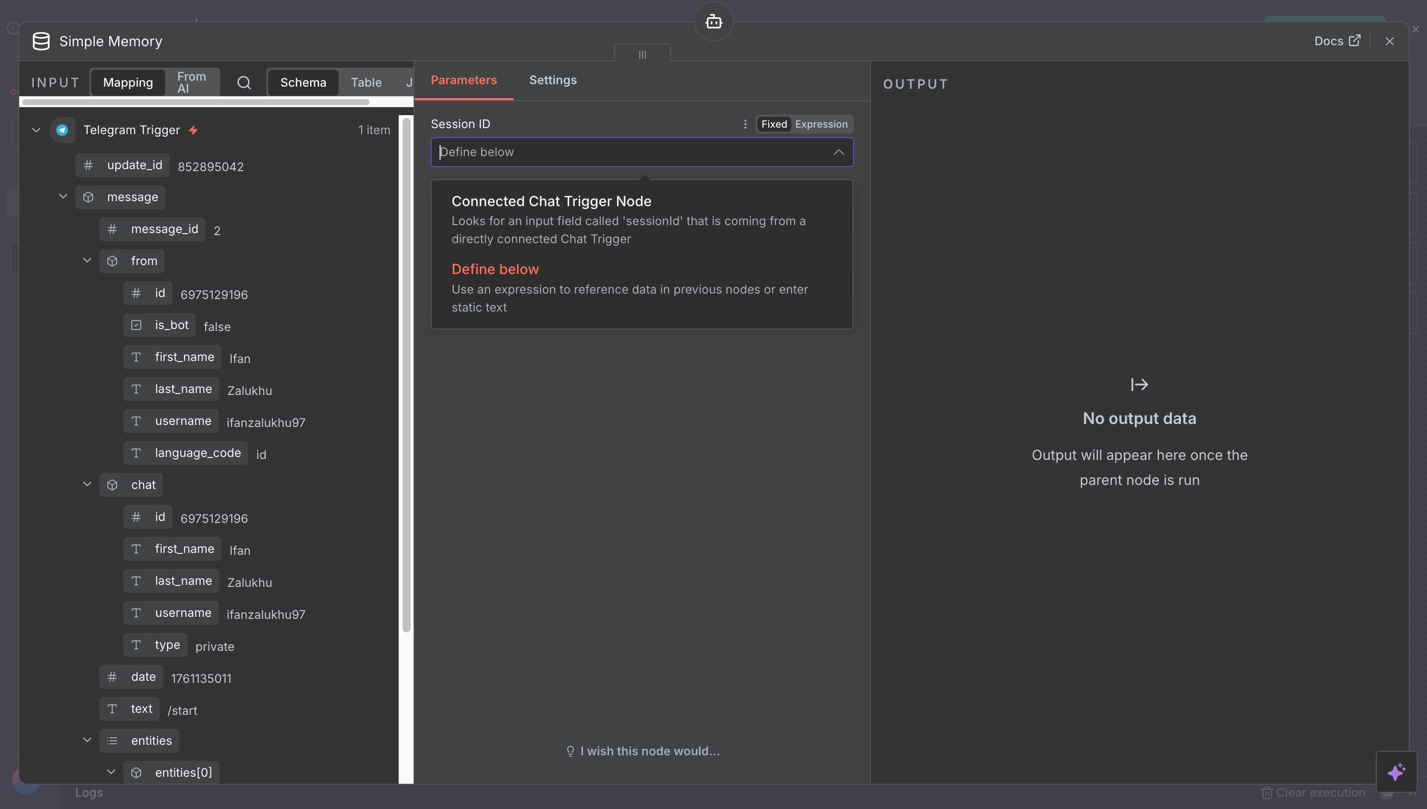 Simple Memory
Docs
INPUT
Mapping
From AI
Schema
Table
J
Telegram Trigger
1 item
update_id 852895042
message
message_id 2
from
id 6975129196
is_bot false
first_name Ifan
last_name Zalukhu
username ifanzalukhu97
language_code id
chat
id 6975129196
first_name Ifan
last_name Zalukhu
username ifanzalukhu97
type private
date 1761135011
text /start
entities
entities[0]
Parameters
Settings
Session ID
Fixed
Expression
Define below
Connected Chat Trigger Node
Looks for an input field called 'sessionId' that is coming from a
directly connected Chat Trigger
Define below
Use an expression to reference data in previous nodes or enter
static text
I wish this node would...
OUTPUT
No output data
Output will appear here once the
parent node is run
Logs
Clear execution